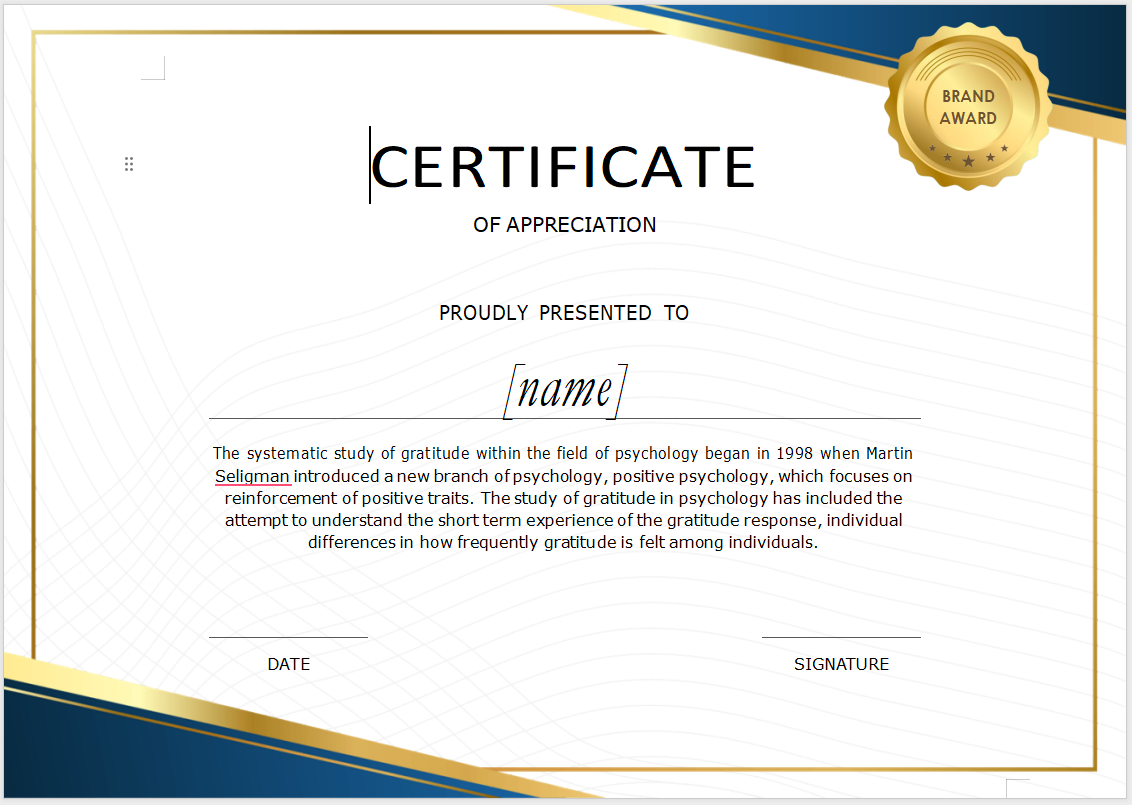 BRAND
AWARD
CERTIFICATE
OF APPRECIATION
PROUDLY PRESENTED TO
[name]
The systematic study of gratitude within the field of psychology began in 1998 when Martin
Seligman introduced a new branch of psychology, positive psychology, which focuses on
reinforcement of positive traits. The study of gratitude in psychology has included the
attempt to understand the short term experience of the gratitude response, individual
differences in how frequently gratitude is felt among individuals.
DATE
SIGNATURE